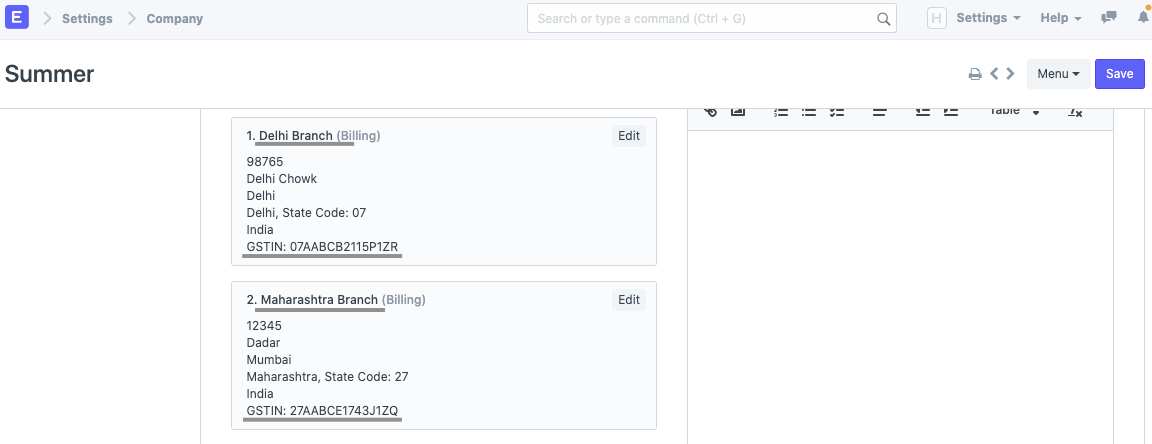 E Settings Company Search or type a command (Ctrl + G) H Settings Help
Summer Menu Save
Table
1. Delhi Branch (Billing) Edit
98765
Delhi Chowk
Delhi
Delhi, State Code: 07
India
GSTIN: 07AABCB2115P1ZR
2. Maharashtra Branch (Billing) Edit
12345
Dadar
Mumbai
Maharashtra, State Code: 27
India
GSTIN: 27AABCE1743J1ZQ